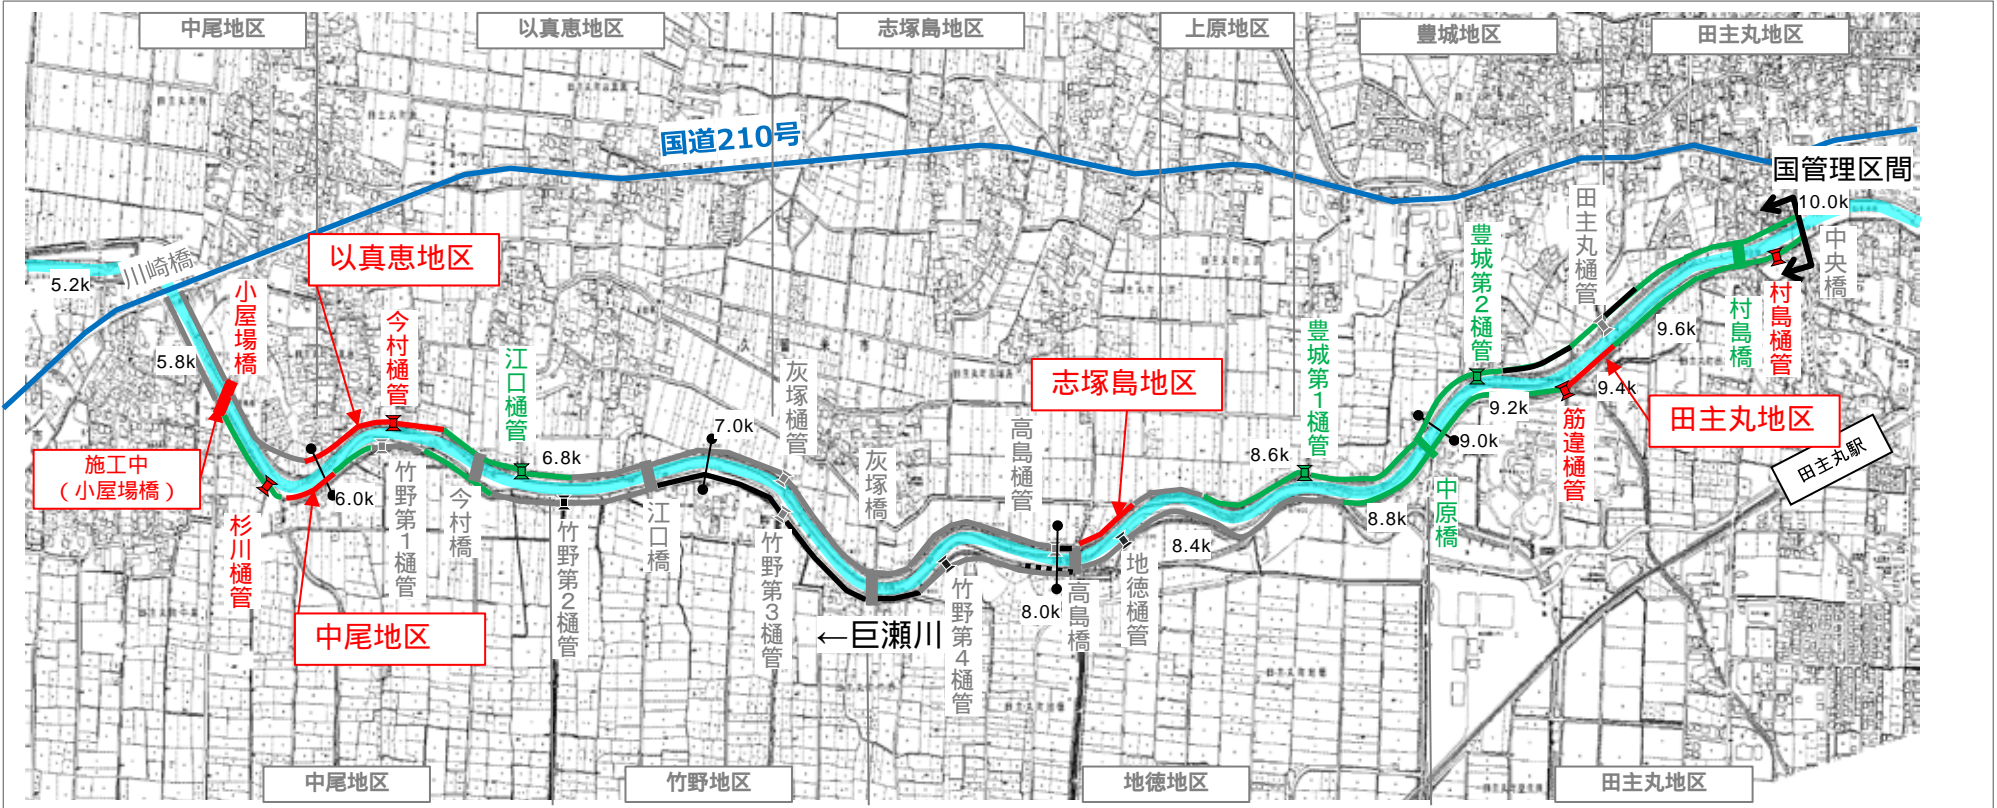 中尾地区
以真恵地区
志塚島地区
上原地区
豊城地区
田主丸地区
国道210号
国管理区間
10.0k
中央橋
田主丸樋管
豊城第2樋管
川崎橋
5.2k
以真恵地区
小屋場橋
今村樋管
江口樋管
5.8k
灰塚樋管
7.0k
6.8k
志塚島地区
豊城第1樋管
8.6k
高島樋管
灰塚橋
9.6k
村島橋
村島樋管
9.4k
9.2k
9.0k
田主丸地区
田主丸駅
筋違樋管
中原橋
8.8k
8.4k
施工中
(小屋場橋)
6.0k
杉川樋管
竹野第1樋管
今村橋
竹野第2樋管
江口橋
竹野第3樋管
←巨瀬川
竹野第4樋管
8.0k
高島橋
地徳樋管
中尾地区
久留米市
中尾地区
竹野地区
地徳地区
田主丸地区